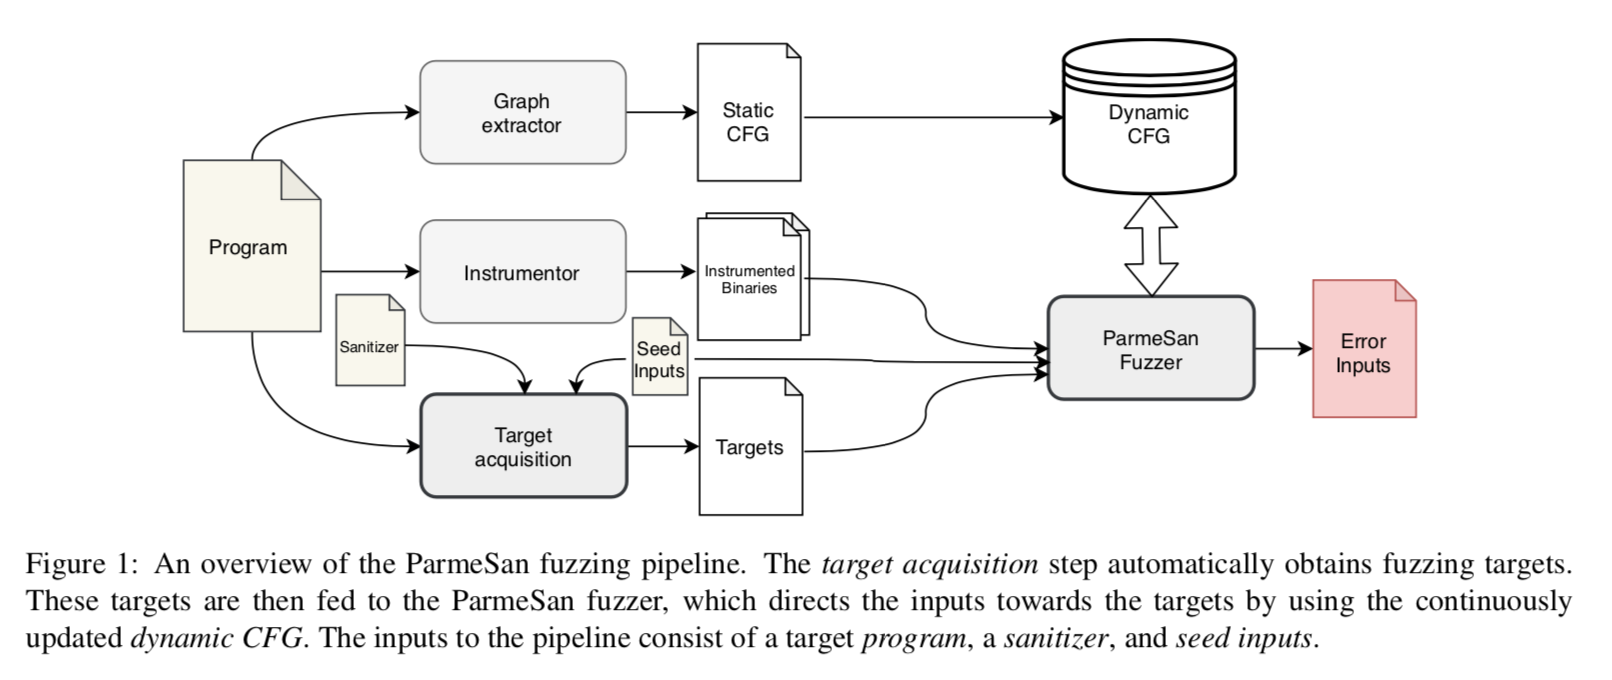 Graph
extractor
Static
CFG
Dynamic
CFG
Program
Instrumentor
Instrumented
Binaries
Sanitizer
Seed
Inputs
ParmeSan
Fuzzer
Error
Inputs
Target
acquisition
Targets
Figure 1: An overview of the ParmeSan fuzzing pipeline. The target acquisition step automatically obtains fuzzing targets.
These targets are then fed to the ParmeSan fuzzer, which directs the inputs towards the targets by using the continuously
updated dynamic CFG. The inputs to the pipeline consist of a target program, a sanitizer, and seed inputs.